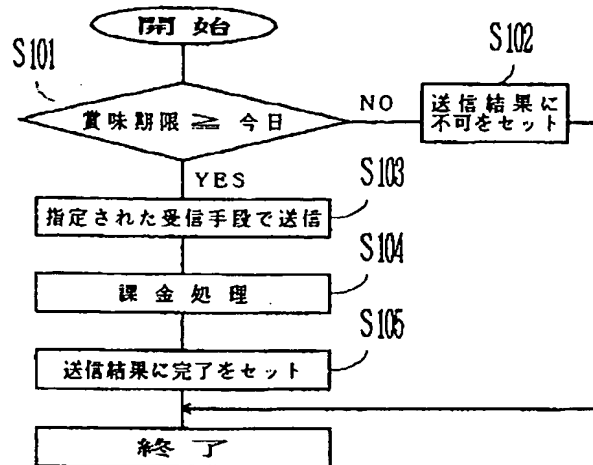 開始
S101
S102
賞味期限 ≧ 今日
NO
送信結果に
不可をセット
YES
S103
指定された受信手段で送信
S104
課金処理
S105
送信結果に完了をセット
終了